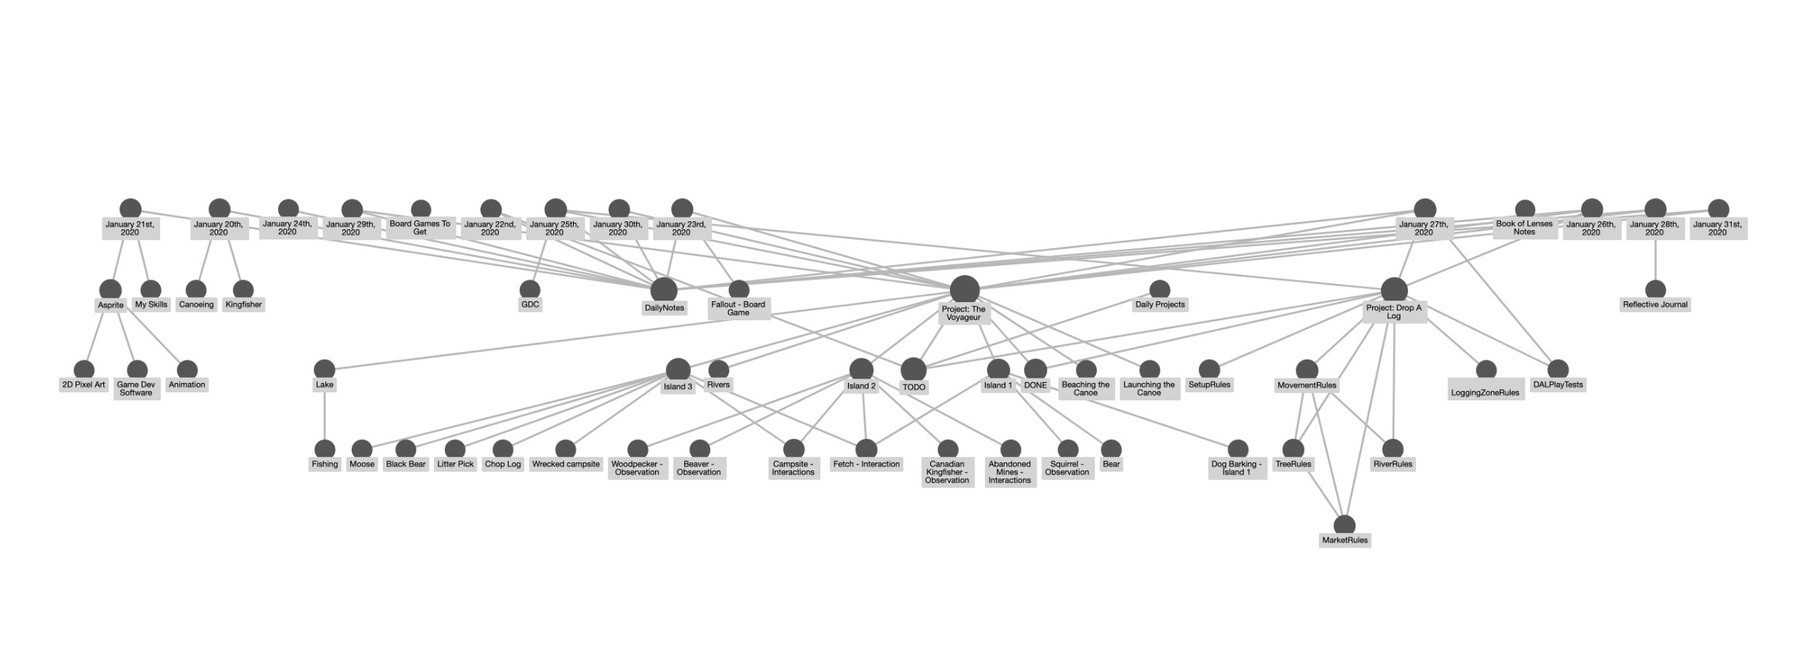 January 21st,
2020
January 20th,
2020
January 24th,
2020
January 29th,
2020
Board Games To
Get
January 22nd,
2020
January 25th,
2020
January 30th,
2020
January 23rd,
2020
January 27th,
2020
Book of Lenses
Notes
January 26th,
2020
January 28th,
2020
January 31st,
2020
Asprite
My Skills
Canoeing
Kingfisher
GDC
DailyNotes
Fallout - Board
Game
Project: The
Voyageur
Daily Projects
Project: Drop A
Log
Reflective Journal
2D Pixel Art
Game Dev
Software
Animation
Lake
Island 3
Rivers
Island 2
TODO
Island 1
DONE
Beaching the
Canoe
Launching the
Canoe
SetupRules
MovementRules
LoggingZoneRules
DALPlayTests
Fishing
Moose
Black Bear
Litter Pick
Chop Log
Wrecked campsite
Woodpecker -
Observation
Beaver -
Observation
Campsite -
Interactions
Fetch - Interaction
Canadian
Kingfisher -
Observation
Abandoned
Mines -
Interactions
Squirrel -
Observation
Bear
Dog Barking -
Island 1
TreeRules
RiverRules
MarketRules